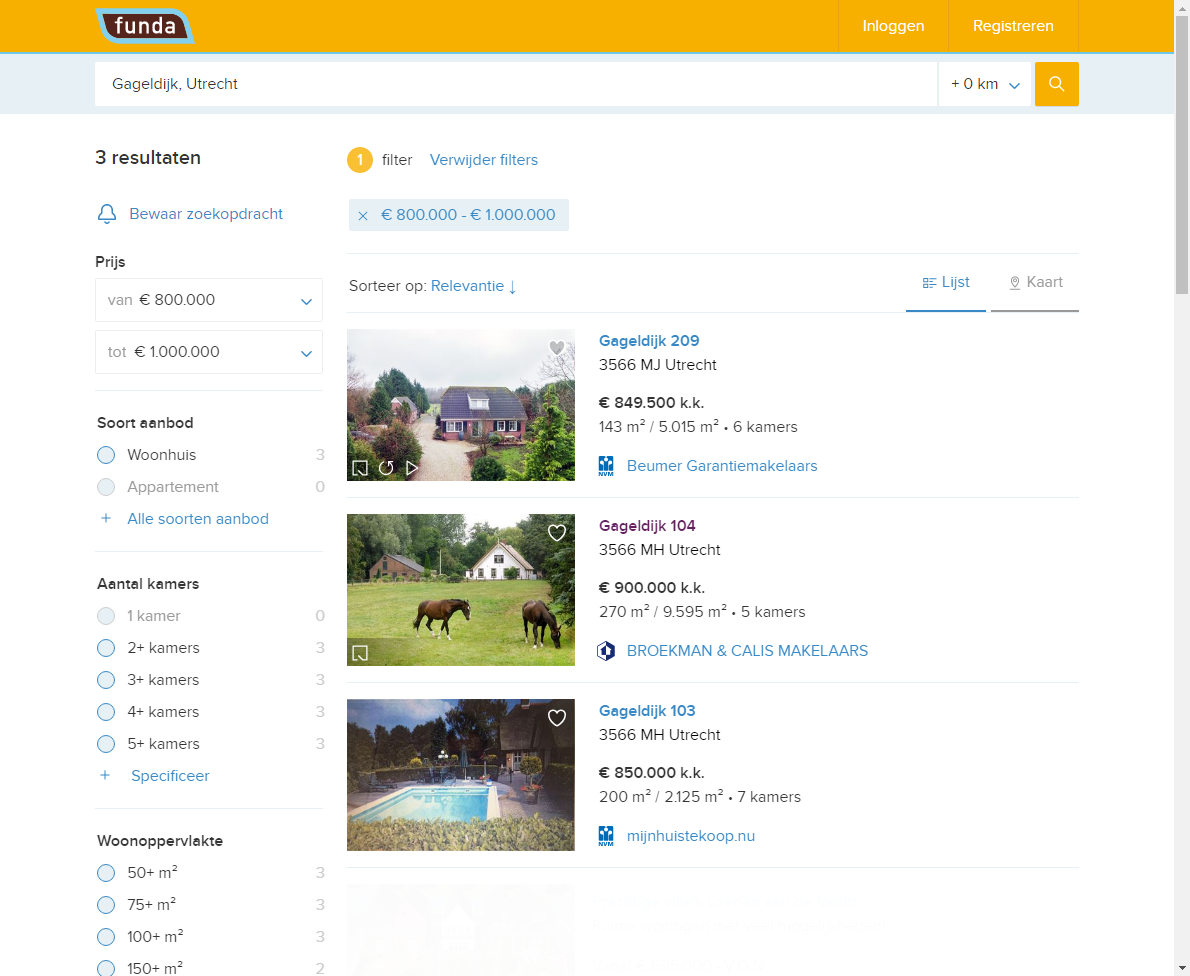 funda
Inloggen
Registreren
Gageldijk, Utrecht
+ 0 km
3 resultaten
Bewaar zoekopdracht
Prijs
van € 800.000
tot € 1.000.000
Soort aanbod
Woonhuis 3
Appartement 0
+ Alle soorten aanbod
Aantal kamers
1 kamer 0
2+ kamers 3
3+ kamers 3
4+ kamers 3
5+ kamers 3
+ Specificeer
Woonoppervlakte
50+ m² 3
75+ m² 3
100+ m² 3
150+ m² 2
1 filter Verwijder filters
× € 800.000 - € 1.000.000
Sorteer op: Relevantie ↓
Lijst
Kaart
Gageldijk 209
3566 MJ Utrecht
€ 849.500 k.k.
143 m² / 5.015 m² • 6 kamers
NVM Beumer Garantiemakelaars
Gageldijk 104
3566 MH Utrecht
€ 900.000 k.k.
270 m² / 9.595 m² • 5 kamers
BROEKMAN & CALIS MAKELAARS
Gageldijk 103
3566 MH Utrecht
€ 850.000 k.k.
200 m² / 2.125 m² • 7 kamers
NVM mijnhuistekoop.nu